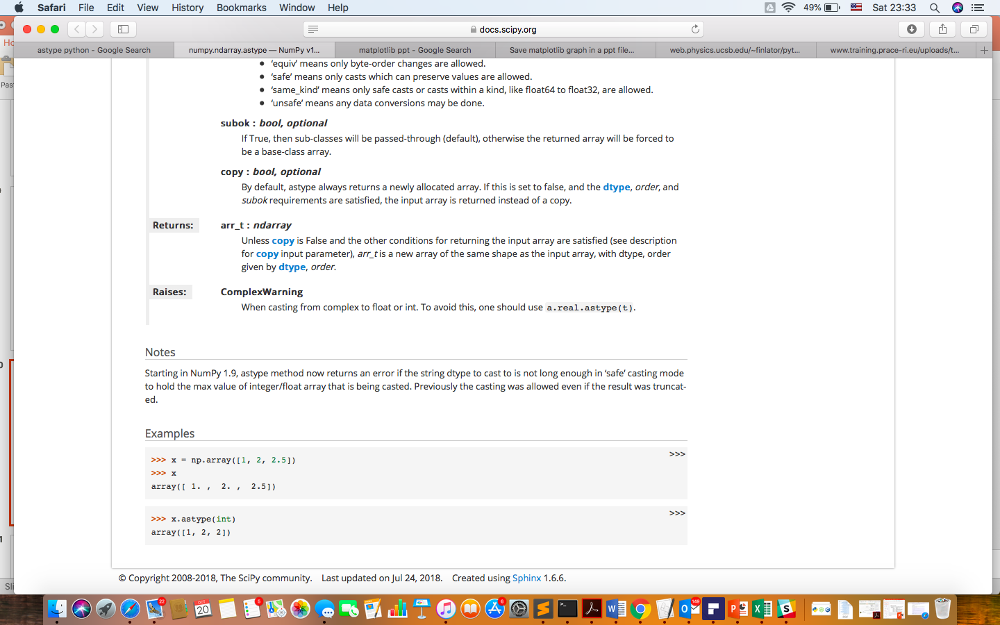 Safari File Edit View History Bookmarks Window Help 49% Sat 23:33
docs.scipy.org
astype python - Google Search
numpy.ndarray.astype — NumPy v1...
matplotlib ppt - Google Search
Save matplotlib graph in a ppt file...
web.physics.ucsb.edu/~finlator/pyt...
www.training.prace-ri.eu/uploads/t...
Pas
• ‘equiv’ means only byte-order changes are allowed.
• ‘safe’ means only casts which can preserve values are allowed.
• ‘same_kind’ means only safe casts or casts within a kind, like float64 to float32, are allowed.
• ‘unsafe’ means any data conversions may be done.
subok : bool, optional
If True, then sub-classes will be passed-through (default), otherwise the returned array will be forced to
be a base-class array.
copy : bool, optional
By default, astype always returns a newly allocated array. If this is set to false, and the dtype, order, and
subok requirements are satisfied, the input array is returned instead of a copy.
Returns: arr_t : ndarray
Unless copy is False and the other conditions for returning the input array are satisfied (see description
for copy input parameter), arr_t is a new array of the same shape as the input array, with dtype, order
given by dtype, order.
Raises: ComplexWarning
When casting from complex to float or int. To avoid this, one should use a.real.astype(t).
Notes
Starting in NumPy 1.9, astype method now returns an error if the string dtype to cast to is not long enough in ‘safe’ casting mode
to hold the max value of integer/float array that is being casted. Previously the casting was allowed even if the result was truncat-
ed.
Examples
>>> x = np.array([1, 2, 2.5]) >>>
>>> x
array([ 1. ,  2. ,  2.5])
>>> x.astype(int) >>>
array([1, 2, 2])
© Copyright 2008-2018, The SciPy community. Last updated on Jul 24, 2018. Created using Sphinx 1.6.6.
Sli
22
OCT
20
5
6
149